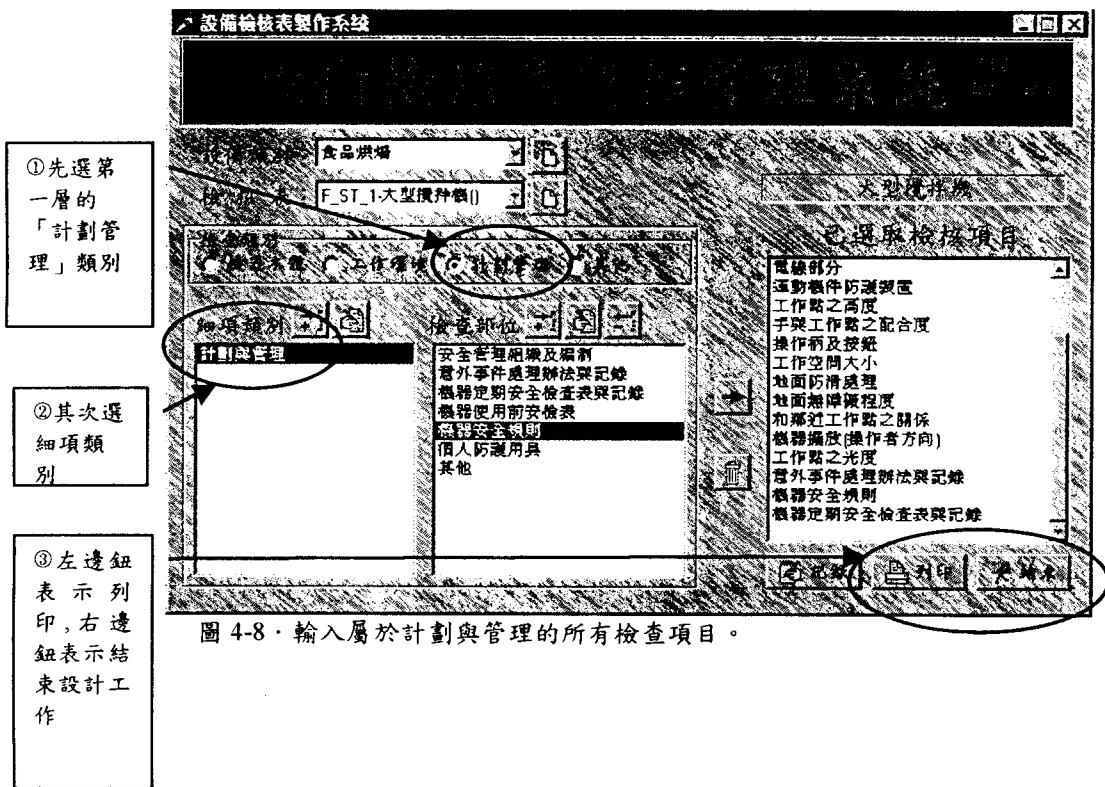 設備檢核表製作系統
①先選第
一層的
「計劃管
理」類別
②其次選
細項類
別
③左邊鈕
表示列
印,右邊
鈕表示結
束設計工
作
食品烘焙
F_ST_1-大型攪拌機()
工作環境
計劃管理
其他
細項類別
計劃與管理
檢查部位
安全管理組織及編制
意外事件處理辦法與記錄
機器定期安全檢查表與記錄
機器使用前安檢表
機器安全規則
個人防護用具
其他
大型攪拌機
已選取檢核項目
電線部分
運動機件防護裝置
工作點之高度
手與工作點之配合度
操作柄及按鈕
工作空間大小
地面防滑處理
地面無障礙程度
和鄰近工作點之關係
機器擺放(操作者方向)
工作點之光度
意外事件處理辦法與記錄
機器安全規則
機器定期安全檢查表與記錄
記錄
列印
結束
圖 4-8．輸入屬於計劃與管理的所有檢查項目。